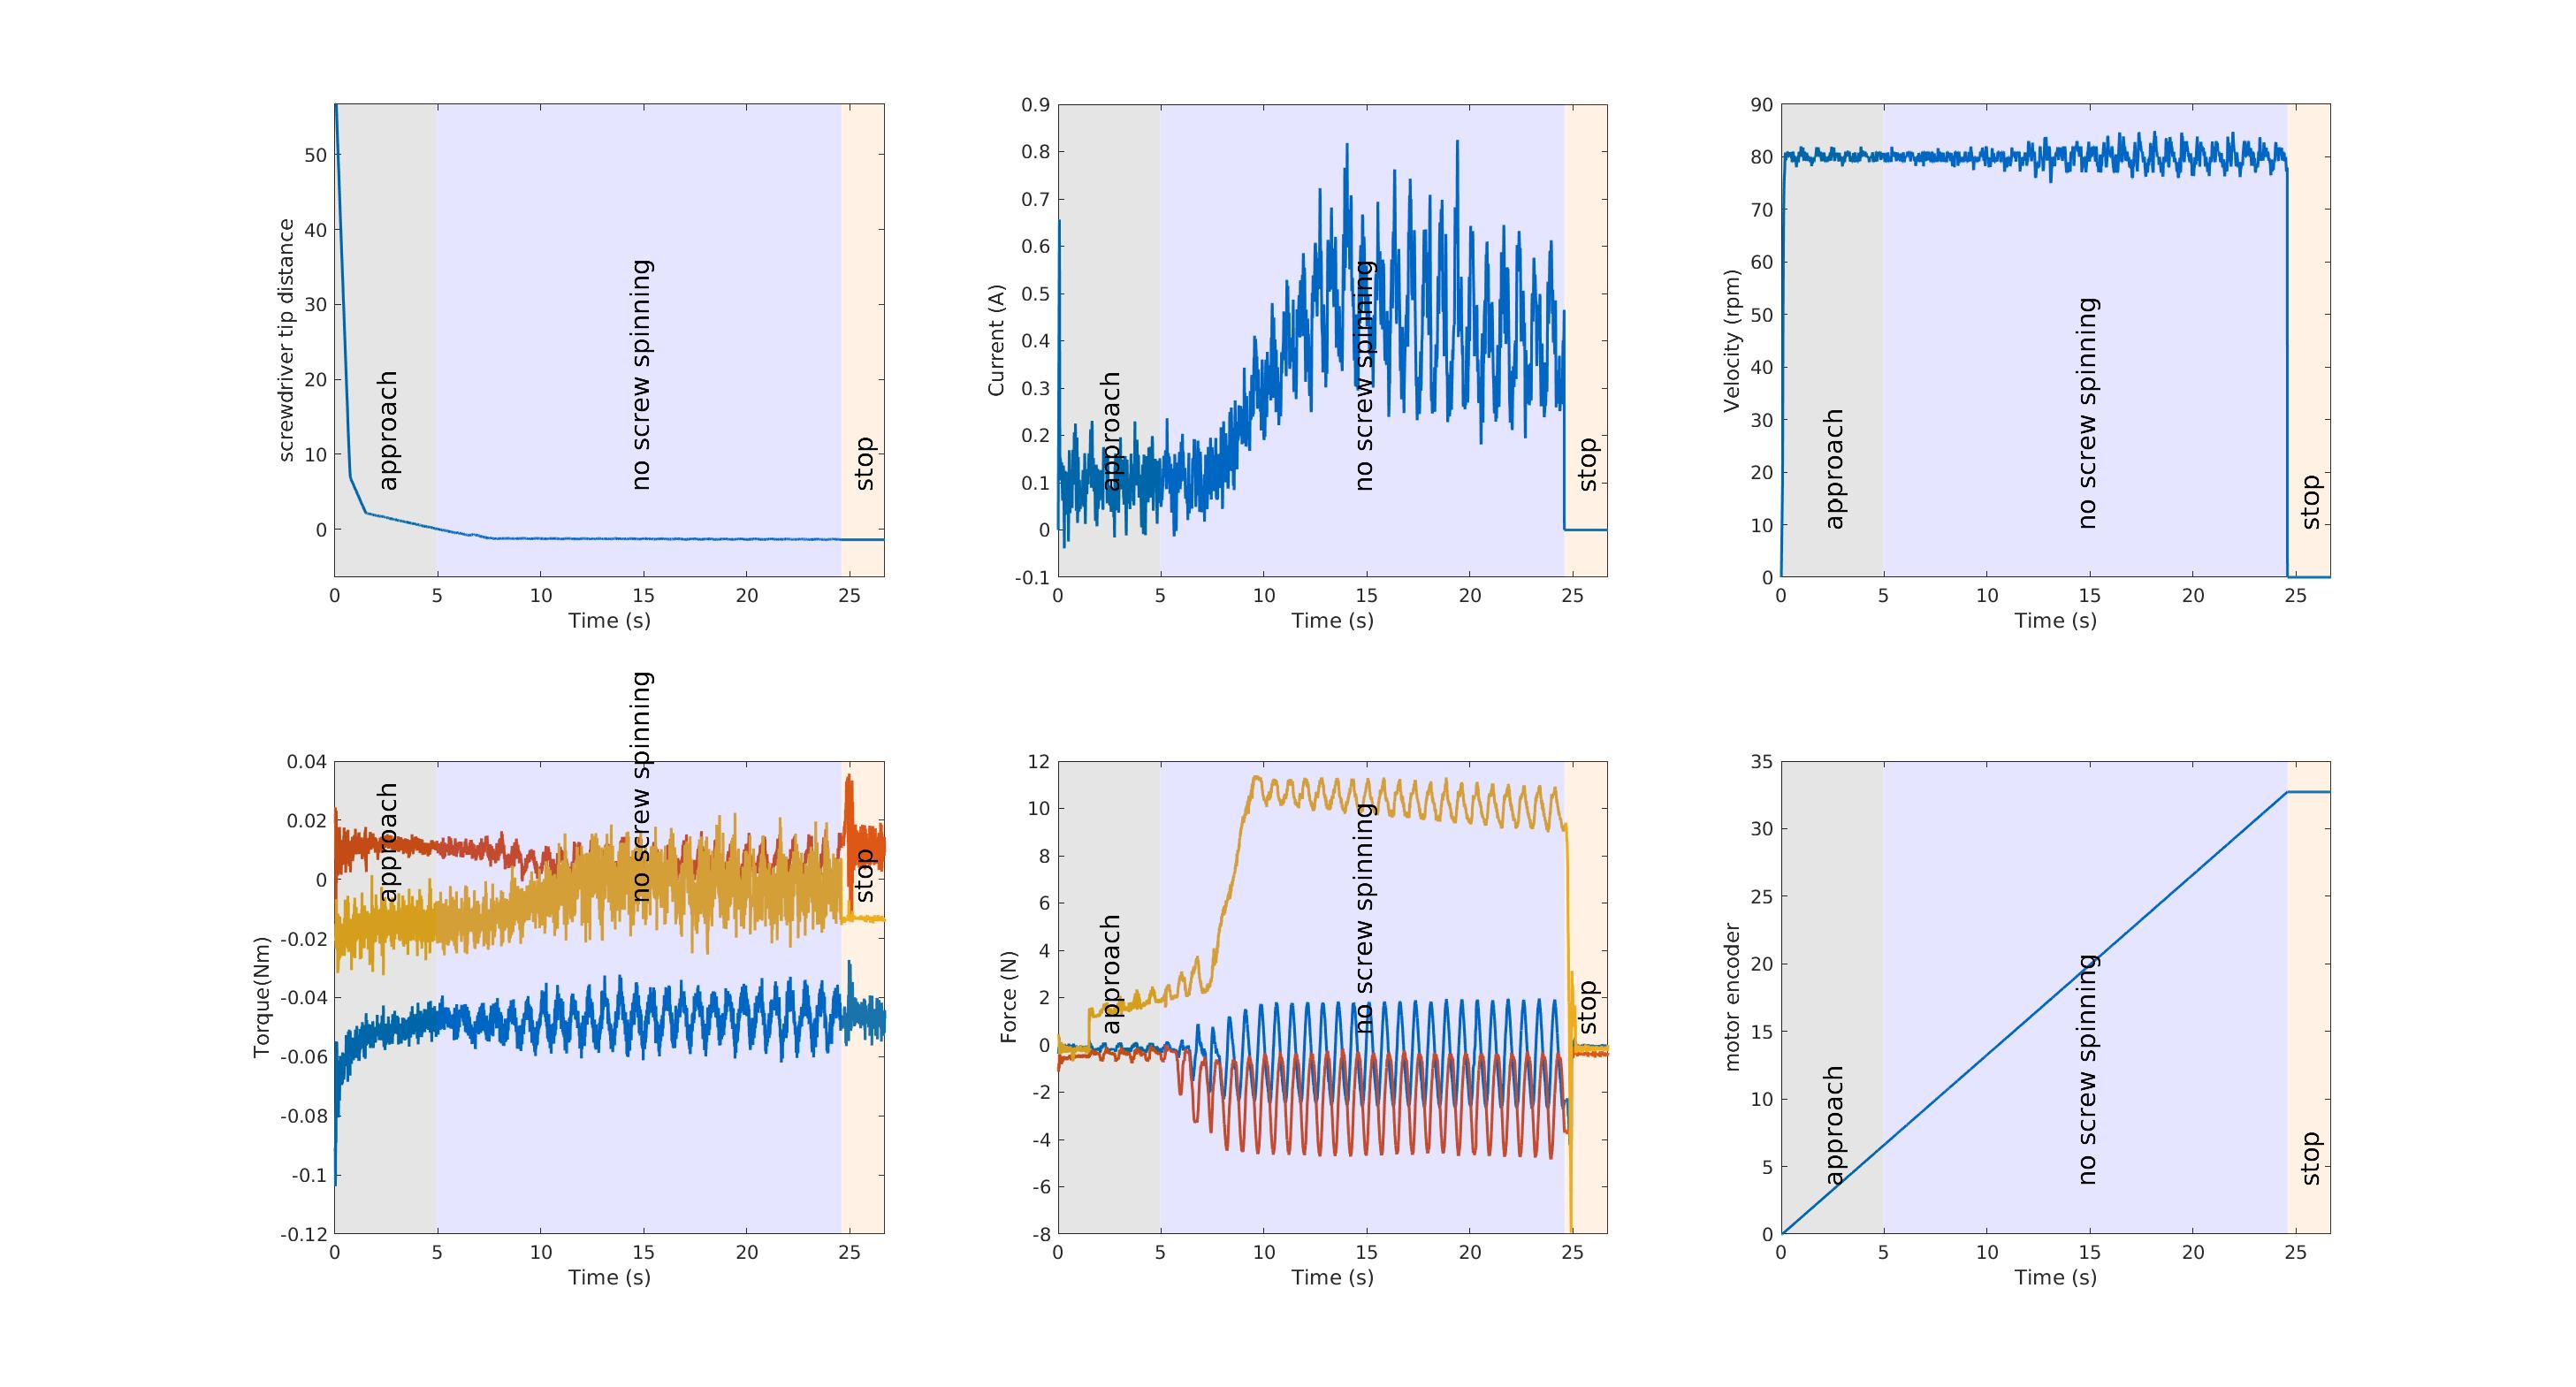 50
40
30
20
10
0
screwdriver tip distance
approach
no screw spinning
stop
0 5 10 15 20 25
Time (s)
0.9
0.8
0.7
0.6
0.5
0.4
0.3
0.2
0.1
0
-0.1
Current (A)
approach
no screw spinning
stop
0 5 10 15 20 25
Time (s)
90
80
70
60
50
40
30
20
10
0
Velocity (rpm)
approach
no screw spinning
stop
0 5 10 15 20 25
Time (s)
0.04
0.02
0
-0.02
-0.04
-0.06
-0.08
-0.1
-0.12
Torque(Nm)
approach
no screw spinning
stop
0 5 10 15 20 25
Time (s)
12
10
8
6
4
2
0
-2
-4
-6
-8
Force (N)
approach
no screw spinning
stop
0 5 10 15 20 25
Time (s)
35
30
25
20
15
10
5
0
motor encoder
approach
no screw spinning
stop
0 5 10 15 20 25
Time (s)